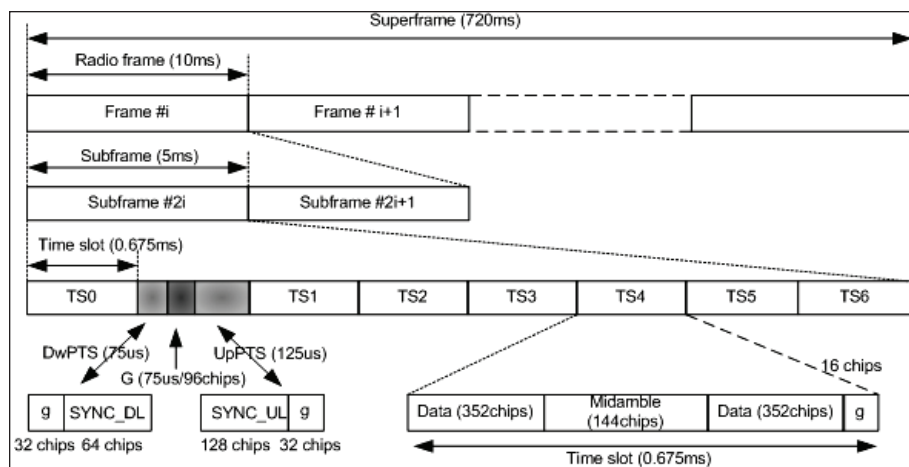 Superframe (720ms)
Radio frame (10ms)
Frame #i
Frame # i+1
Subframe (5ms)
Subframe #2i
Subframe #2i+1
Time slot (0.675ms)
TS0
TS1
TS2
TS3
TS4
TS5
TS6
DwPTS (75us)
UpPTS (125us)
G (75us/96chips)
16 chips
g
SYNC_DL
SYNC_UL
g
Data (352chips)
Midamble
(144chips)
Data (352chips)
g
32 chips
64 chips
128 chips
32 chips
Time slot (0.675ms)